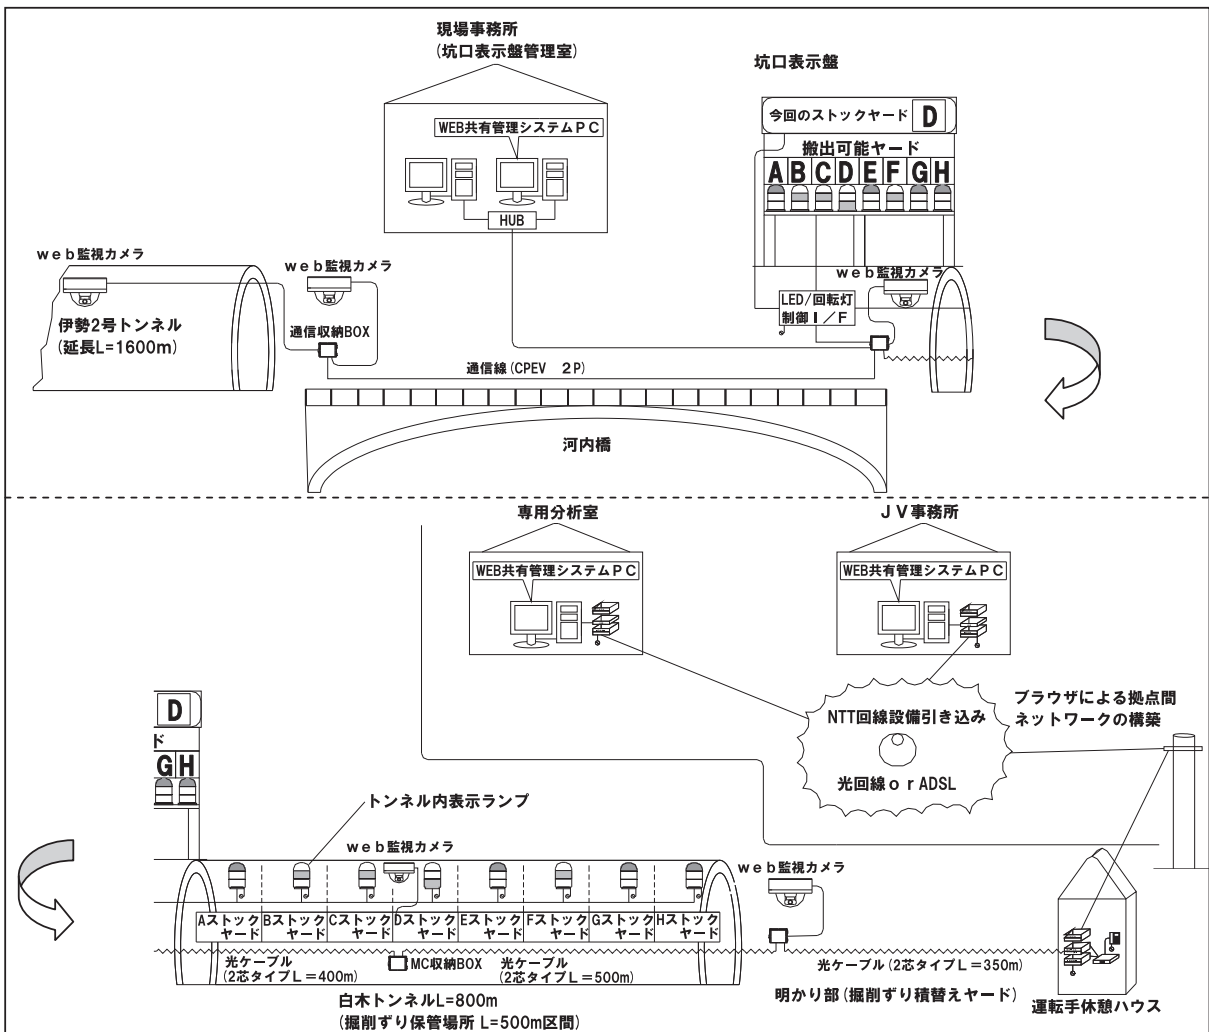 現場事務所
(坑口表示盤管理室)
坑口表示盤
今回のストックヤード D
搬出可能ヤード
A B C D E F G H
WEB共有管理システムPC
HUB
web監視カメラ
web監視カメラ
web監視カメラ
伊勢2号トンネル
(延長L=1600m)
通信収納BOX
LED/回転灯
制御I/F
通信線(CPEV 2P)
河内橋
専用分析室
JV事務所
WEB共有管理システムPC
WEB共有管理システムPC
NTT回線設備引き込み
光回線or ADSL
ブラウザによる拠点間
ネットワークの構築
D
ド
G H
トンネル内表示ランプ
web監視カメラ
web監視カメラ
Aストック
ヤード
Bストック
ヤード
Cストック
ヤード
Dストック
ヤード
Eストック
ヤード
Fストック
ヤード
Gストック
ヤード
Hストック
ヤード
光ケーブル
(2芯タイプL=400m)
MC収納BOX
光ケーブル
(2芯タイプL=500m)
光ケーブル(2芯タイプL=350m)
白木トンネルL=800m
(掘削ずり保管場所 L=500m区間)
明かり部(掘削ずり積替えヤード)
運転手休憩ハウス